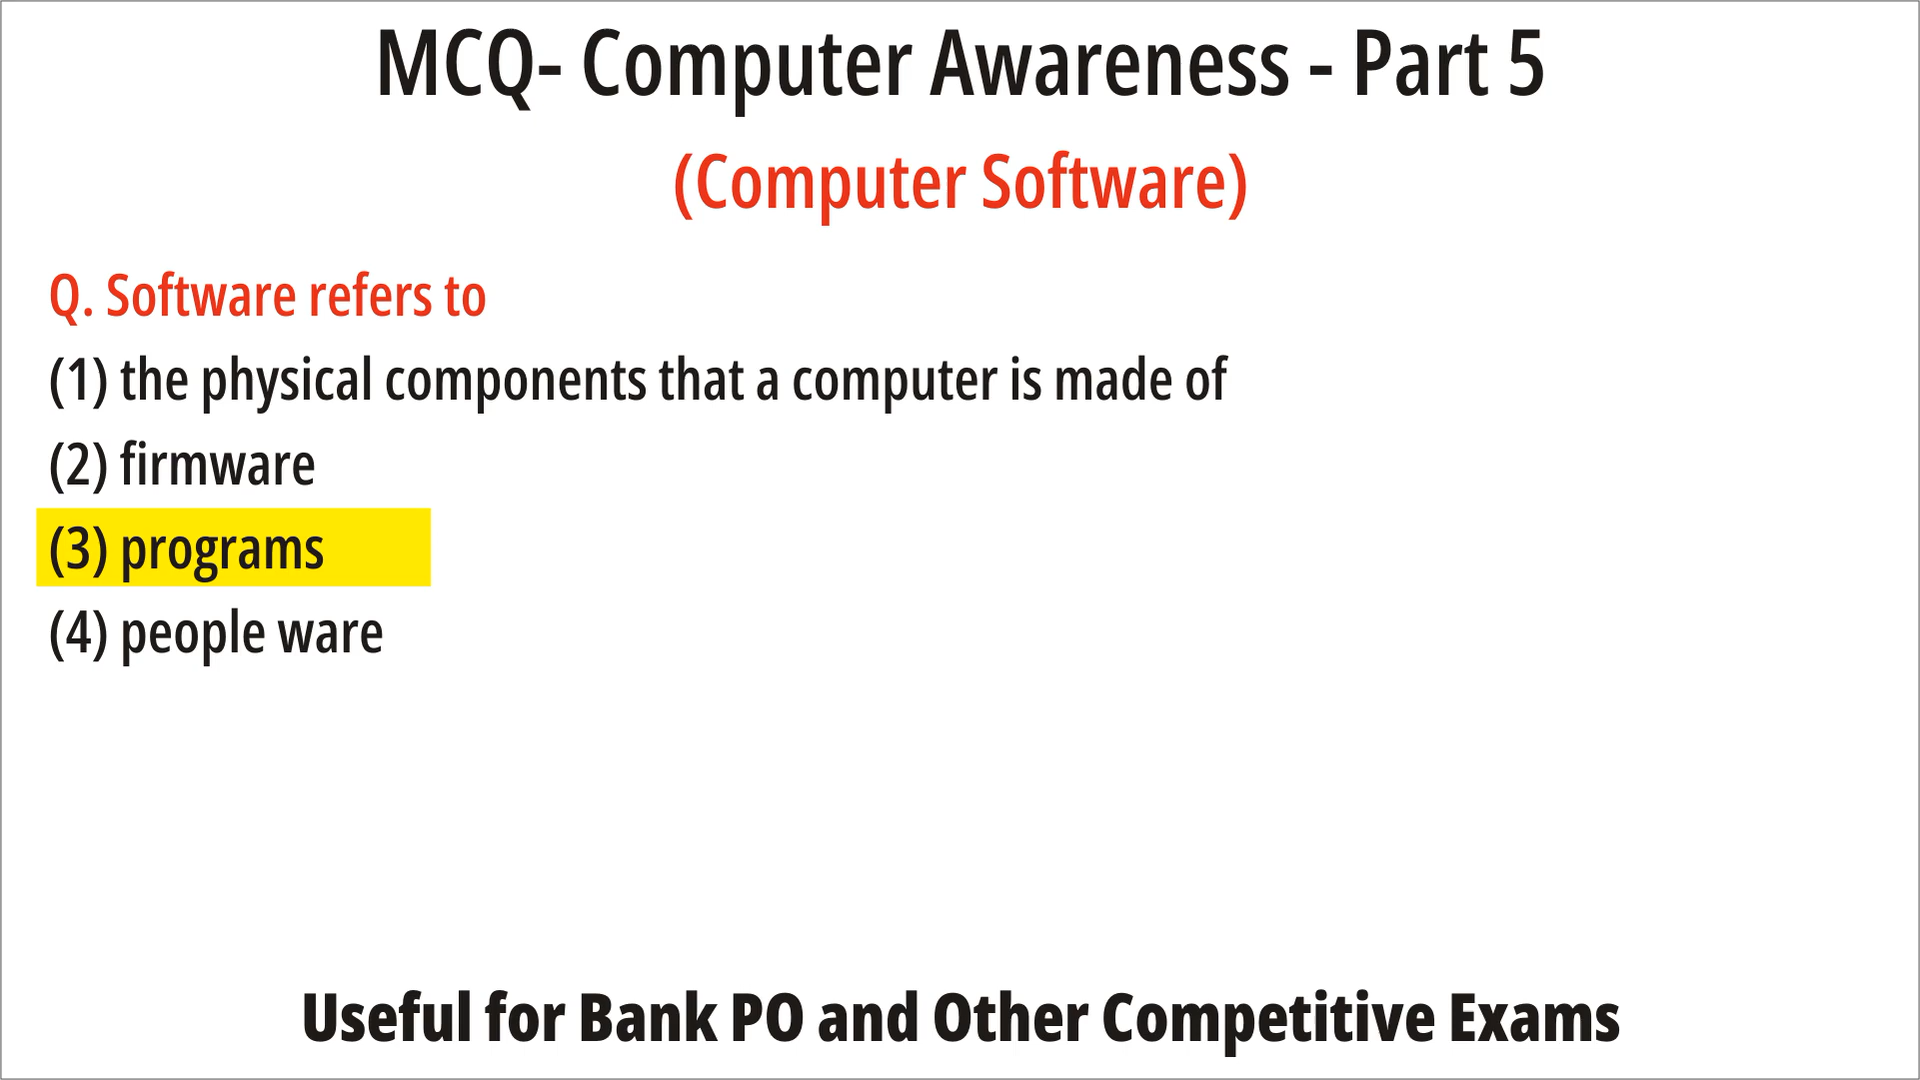 MCQ- Computer Awareness - Part 5
(Computer Software)
Q. Software refers to
(1) the physical components that a computer is made of
(2) firmware
(3) programs
(4) people ware
Useful for Bank PO and Other Competitive Exams